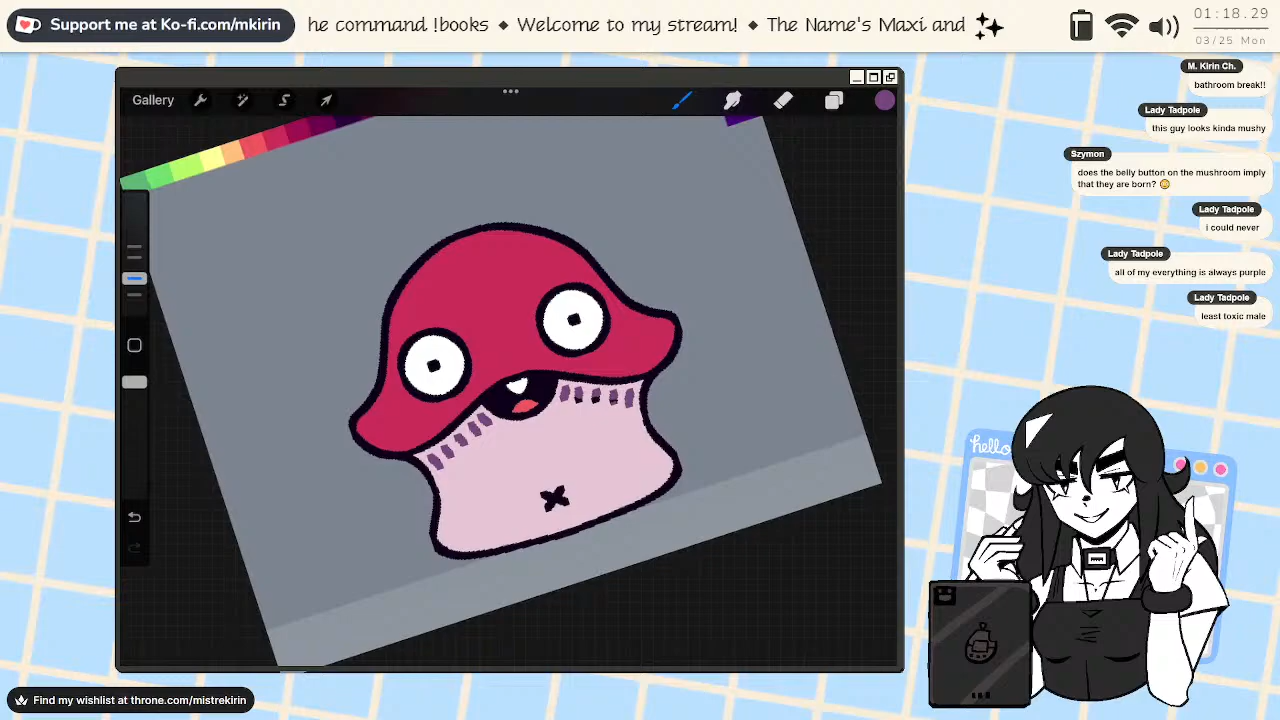 Support me at Ko-fi.com/mkirin
he command !books ◆ Welcome to my stream! ◆ The Name's Maxi and
01:18.29
03/25 Mon
Gallery
M. Kirin Ch.
bathroom break!!
Lady Tadpole
this guy looks kinda mushy
Szymon
does the belly button on the mushroom imply
that they are born? 😳
Lady Tadpole
i could never
Lady Tadpole
all of my everything is always purple
Lady Tadpole
least toxic male
hello
Find my wishlist at throne.com/mistrekirin